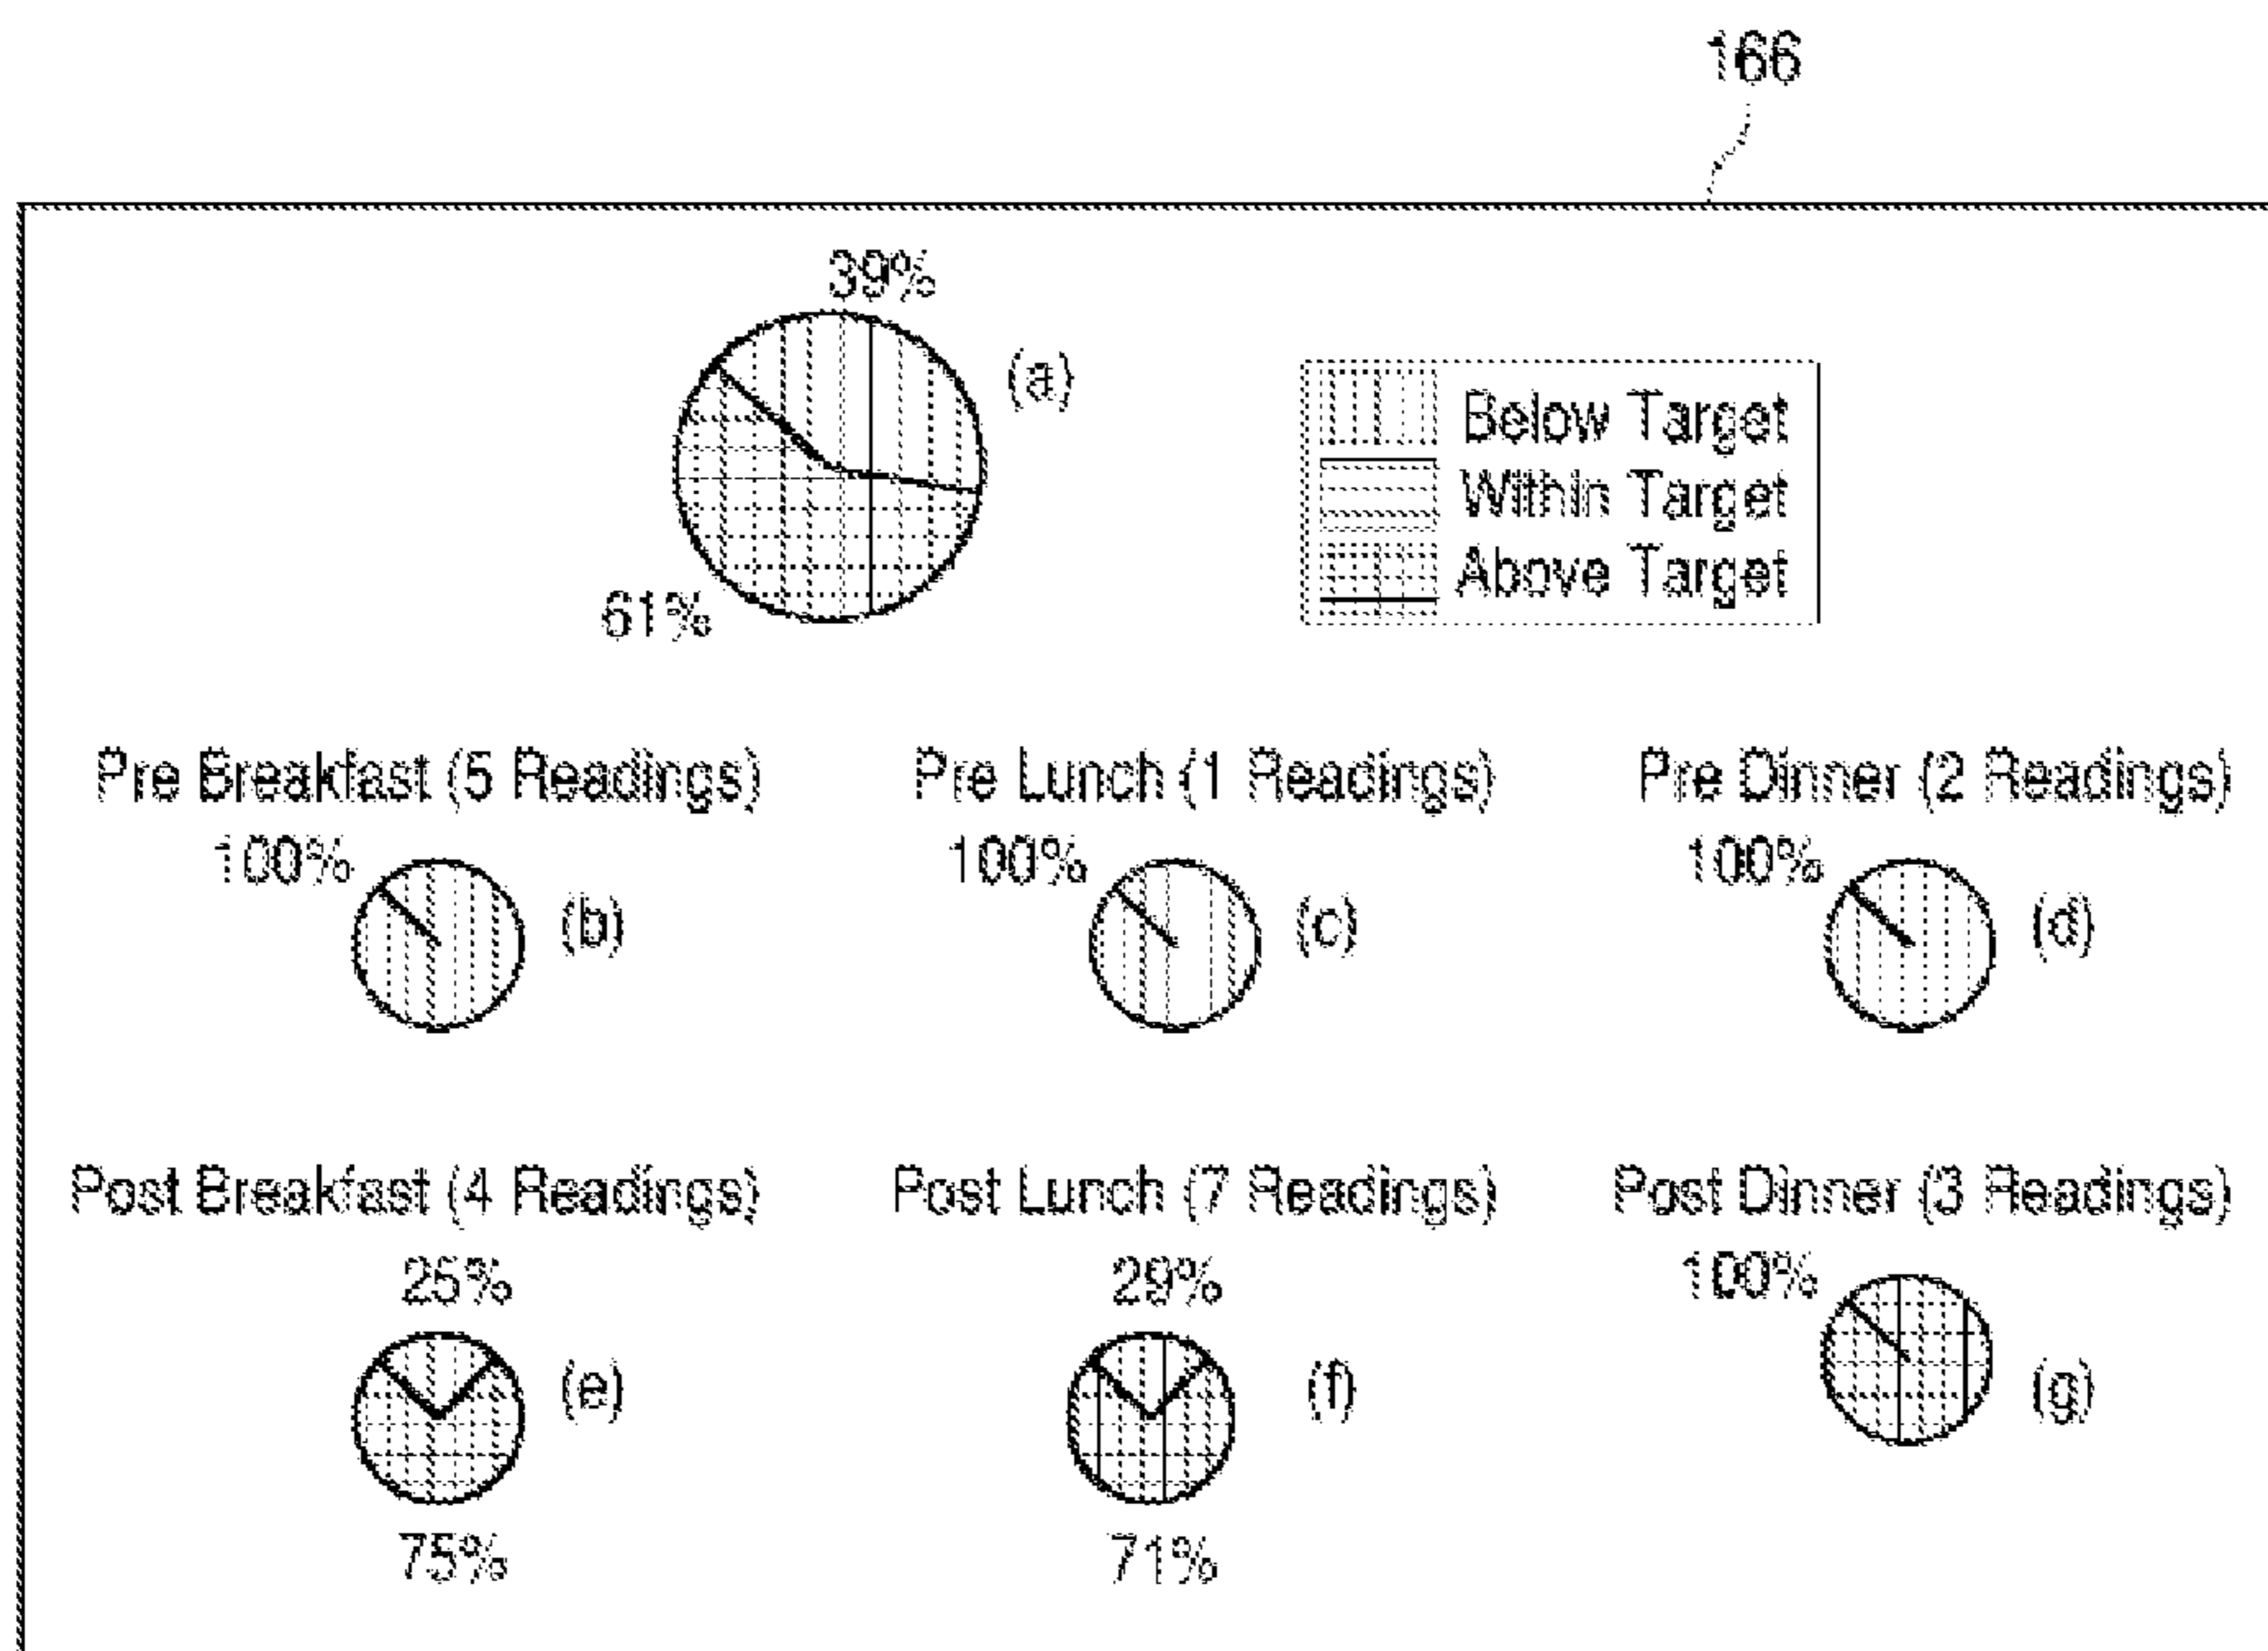 166
39%
(a)
61%
Below Target
Within Target
Above Target
Pre Breakfast (5 Readings)
100%
(b)
Pre Lunch (1 Readings)
100%
(c)
Pre Dinner (2 Readings)
100%
(d)
Post Breakfast (4 Readings)
25%
(e)
75%
Post Lunch (7 Readings)
29%
(f)
71%
Post Dinner (3 Readings)
100%
(g)